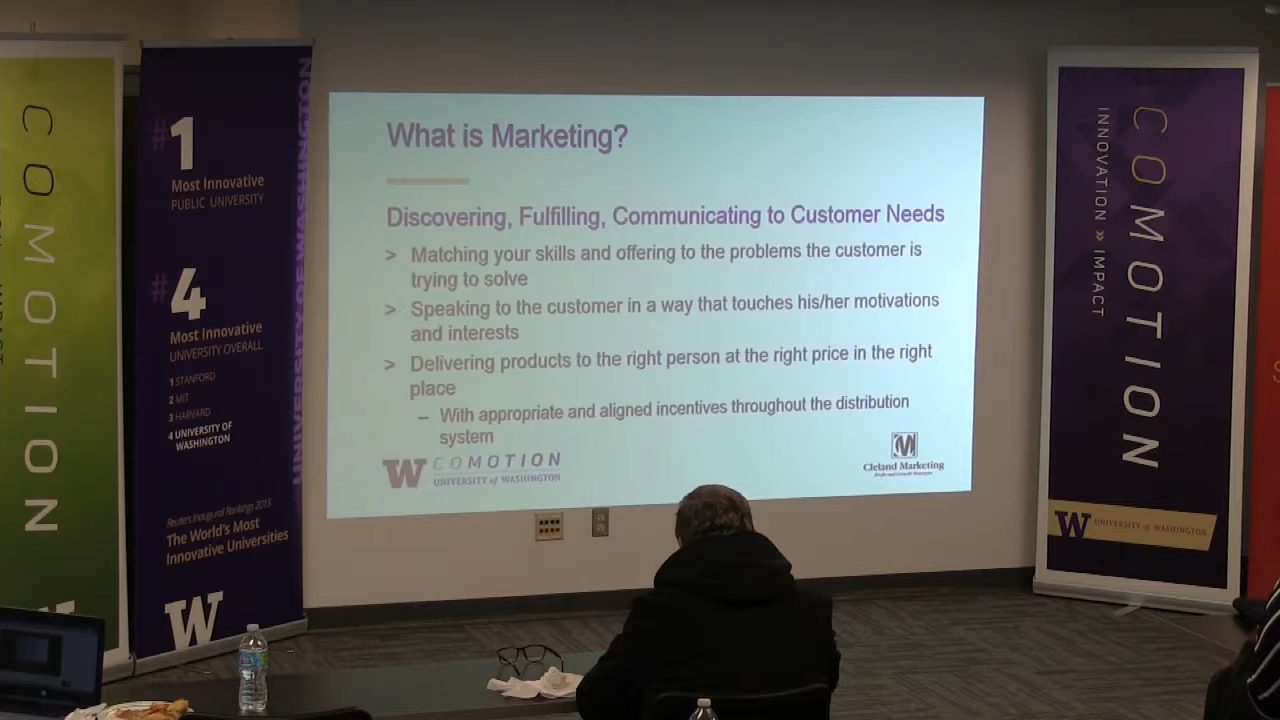 COMOTION
#1
Most Innovative
PUBLIC UNIVERSITY
#4
Most Innovative
UNIVERSITY OVERALL
1 STANFORD
2 MIT
3 HARVARD
4 UNIVERSITY OF
WASHINGTON
Reuters Inaugural Rankings 2015
The World's Most
Innovative Universities
W
UNIVERSITY OF WASHINGTON
What is Marketing?
Discovering, Fulfilling, Communicating to Customer Needs
> Matching your skills and offering to the problems the customer is
trying to solve
> Speaking to the customer in a way that touches his/her motivations
and interests
> Delivering products to the right person at the right price in the right
place
– With appropriate and aligned incentives throughout the distribution
system
W COMOTION
UNIVERSITY of WASHINGTON
M
Cleland Marketing
COMOTION
INNOVATION » IMPACT
W UNIVERSITY of WASHINGTON